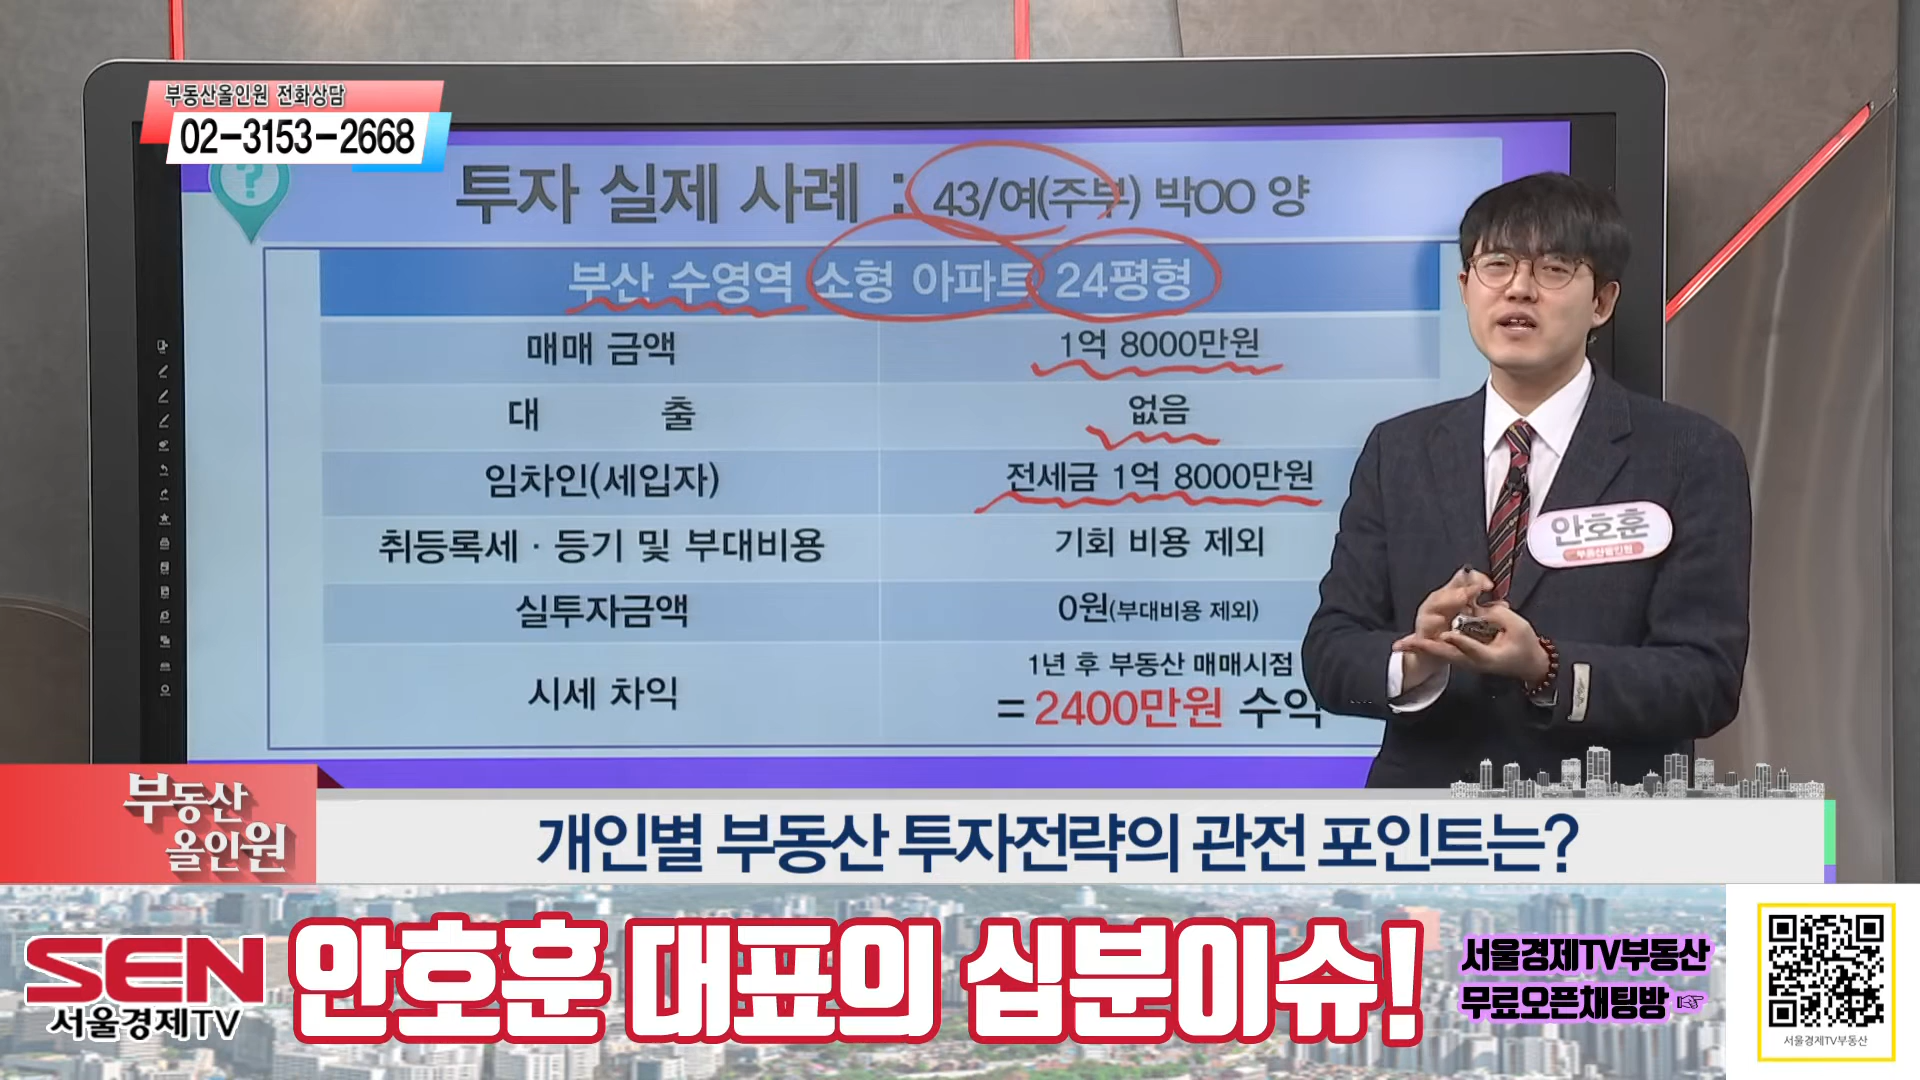 부동산올인원 전화상담
02-3153-2668
?
투자 실제 사례 : 43/여(주부) 박OO 양
부산 수영역 소형 아파트 24평형
매매 금액 1억 8000만원
대 출 없음
임차인(세입자) 전세금 1억 8000만원
취등록세 · 등기 및 부대비용 기회 비용 제외
실투자금액 0원(부대비용 제외)
시세 차익 1년 후 부동산 매매시점
= 2400만원 수익
안호훈
부동산올인원
부동산
올인원
개인별 부동산 투자전략의 관전 포인트는?
SEN
서울경제TV
안호훈 대표의 십분이슈!
서울경제TV부동산
무료오픈채팅방 ☞
서울경제TV부동산